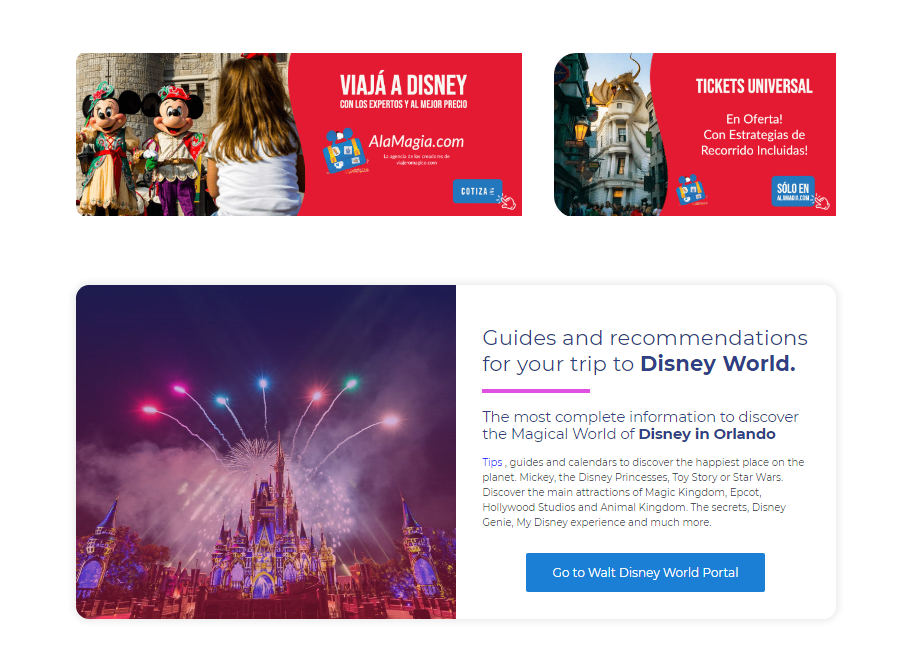 VIAJÁ A DISNEY
CON LOS EXPERTOS Y AL MEJOR PRECIO
AlaMagia.com
La agencia de los creadores de
viajeromagico.com
COTIZA
TICKETS UNIVERSAL
En Oferta!
Con Estrategias de
Recorrido Incluidas!
SÓLO EN
ALAMAGIA.COM
Guides and recommendations
for your trip to Disney World.
The most complete information to discover
the Magical World of Disney in Orlando
Tips , guides and calendars to discover the happiest place on the
planet. Mickey, the Disney Princesses, Toy Story or Star Wars.
Discover the main attractions of Magic Kingdom, Epcot,
Hollywood Studios and Animal Kingdom. The secrets, Disney
Genie, My Disney experience and much more.
Go to Walt Disney World Portal